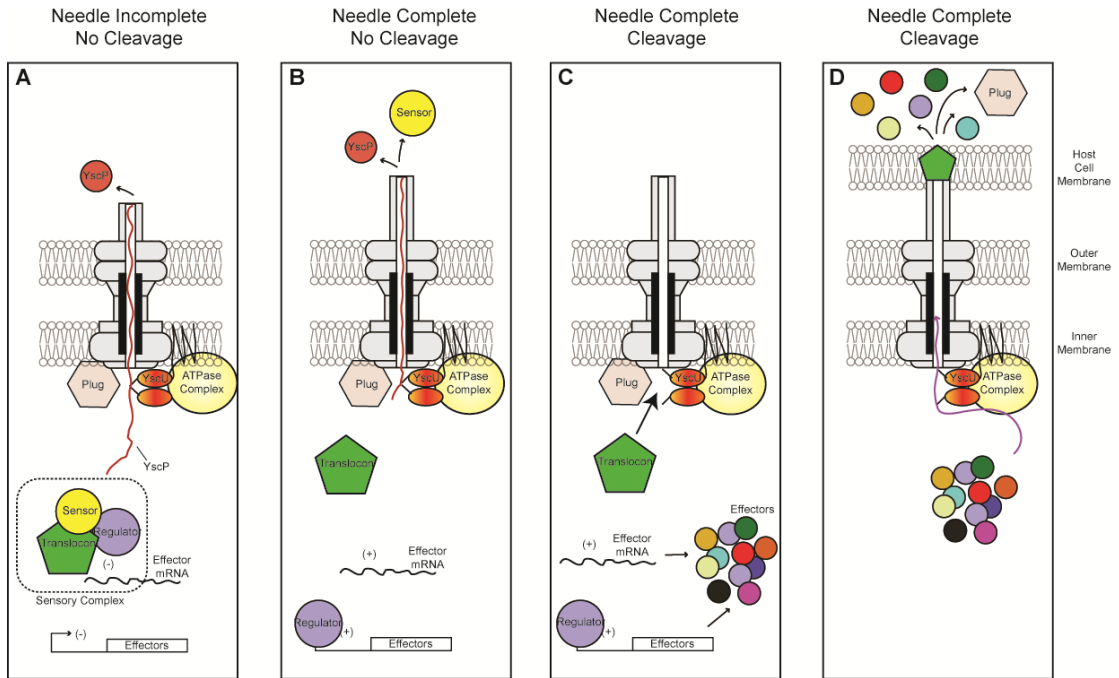 Needle Incomplete
No Cleavage
Needle Complete
No Cleavage
Needle Complete
Cleavage
Needle Complete
Cleavage
A
YscP
Plug
YscU
ATPase
Complex
YscP
Sensor
Translocon
Regulator
(-)
Effector
mRNA
Sensory Complex
(-)
Effectors
B
Sensor
YscP
Plug
YscU
ATPase
Complex
Translocon
(+)
Effector
mRNA
Regulator
(+)
Effectors
C
Plug
YscU
ATPase
Complex
Translocon
Effectors
(+)
Effector
mRNA
Regulator
(+)
Effectors
D
Plug
YscU
ATPase
Complex
Host
Cell
Membrane
Outer
Membrane
Inner
Membrane